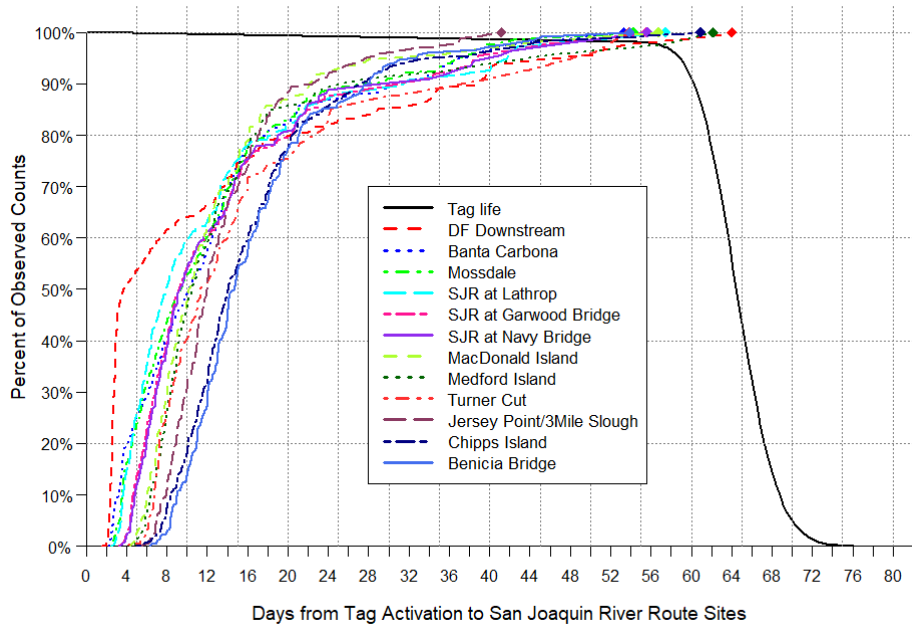 Percent of Observed Counts
100%
90%
80%
70%
60%
50%
40%
30%
20%
10%
0%
Tag life
DF Downstream
Banta Carbona
Mossdale
SJR at Lathrop
SJR at Garwood Bridge
SJR at Navy Bridge
MacDonald Island
Medford Island
Turner Cut
Jersey Point/3Mile Slough
Chipps Island
Benicia Bridge
0 4 8 12 16 20 24 28 32 36 40 44 48 52 56 60 64 68 72 76 80
Days from Tag Activation to San Joaquin River Route Sites